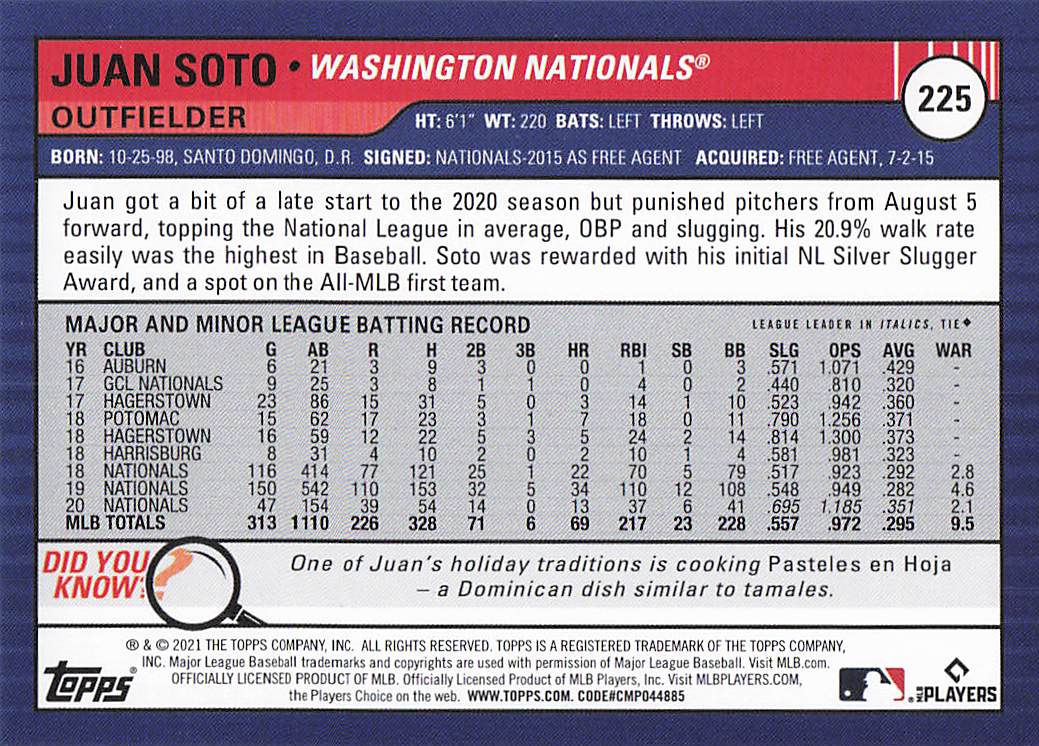 JUAN SOTO • WASHINGTON NATIONALS®
225
OUTFIELDER
HT: 6'1" WT: 220 BATS: LEFT THROWS: LEFT
BORN: 10-25-98, SANTO DOMINGO, D.R. SIGNED: NATIONALS-2015 AS FREE AGENT ACQUIRED: FREE AGENT, 7-2-15
Juan got a bit of a late start to the 2020 season but punished pitchers from August 5
forward, topping the National League in average, OBP and slugging. His 20.9% walk rate
easily was the highest in Baseball. Soto was rewarded with his initial NL Silver Slugger
Award, and a spot on the All-MLB first team.
MAJOR AND MINOR LEAGUE BATTING RECORD
LEAGUE LEADER IN ITALICS, TIE◆
YR CLUB G AB R H 2B 3B HR RBI SB BB SLG OPS AVG WAR
16 AUBURN 6 21 3 9 3 0 0 1 0 3 .571 1.071 .429 -
17 GCL NATIONALS 9 25 3 8 1 1 0 4 0 2 .440 .810 .320 -
17 HAGERSTOWN 23 86 15 31 5 0 3 14 1 10 .523 .942 .360 -
18 POTOMAC 15 62 17 23 3 1 7 18 0 11 .790 1.256 .371 -
18 HAGERSTOWN 16 59 12 22 5 3 5 24 2 14 .814 1.300 .373 -
18 HARRISBURG 8 31 4 10 2 0 2 10 1 4 .581 .981 .323 -
18 NATIONALS 116 414 77 121 25 1 22 70 5 79 .517 .923 .292 2.8
19 NATIONALS 150 542 110 153 32 5 34 110 12 108 .548 .949 .282 4.6
20 NATIONALS 47 154 39 54 14 0 13 37 6 41 .695 1.185 .351 2.1
MLB TOTALS 313 1110 226 328 71 6 69 217 23 228 .557 .972 .295 9.5
DID YOU
KNOW?
One of Juan's holiday traditions is cooking Pasteles en Hoja
– a Dominican dish similar to tamales.
® & © 2021 THE TOPPS COMPANY, INC. ALL RIGHTS RESERVED. TOPPS IS A REGISTERED TRADEMARK OF THE TOPPS COMPANY,
INC. Major League Baseball trademarks and copyrights are used with permission of Major League Baseball. Visit MLB.com.
OFFICIALLY LICENSED PRODUCT OF MLB. Officially Licensed Product of MLB Players, Inc. Visit MLBPLAYERS.COM,
the Players Choice on the web. WWW.TOPPS.COM. CODE#CMP044885
Topps®
®
MLB PLAYERS